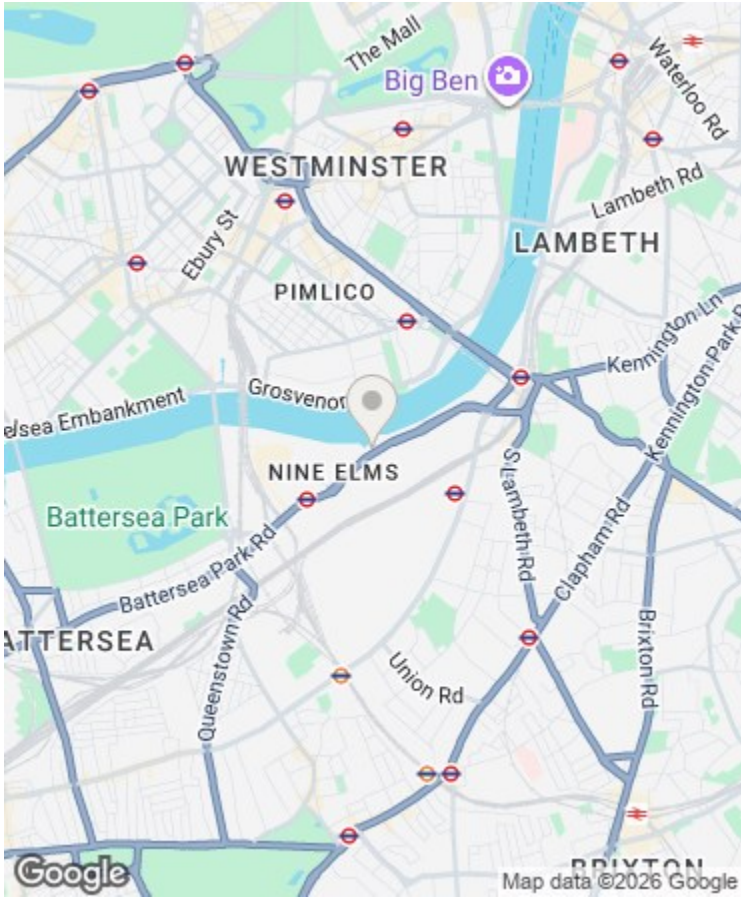 The Mall
Waterloo Rd
Big Ben
WESTMINSTER
Lambeth Rd
Ebury St
LAMBETH
PIMLICO
Kennington Ln
Kennington Park R
elsea Embankment
Grosvenor
NINE ELMS
Battersea Park
S Lambeth Rd
Clapham Rd
Battersea Park Rd
ATTERSEA
Queenstown Rd
Union Rd
Brixton Rd
BRIXTON
Google
Map data ©2026 Google